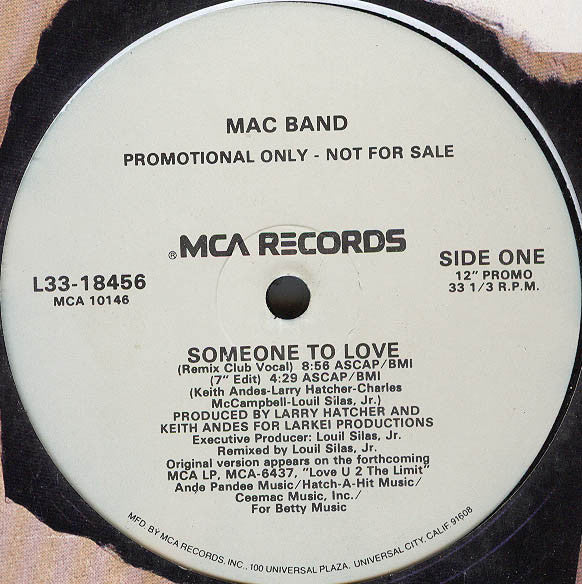 MAC BAND
PROMOTIONAL ONLY - NOT FOR SALE
® MCA RECORDS
L33-18456
MCA 10146
SIDE ONE
12" PROMO
33 1/3 R.P.M.
SOMEONE TO LOVE
(Remix Club Vocal) 8:56 ASCAP/BMI
(7" Edit) 4:29 ASCAP/BMI
(Keith Andes-Larry Hatcher-Charles
McCampbell-Louil Silas, Jr.)
PRODUCED BY LARRY HATCHER AND
KEITH ANDES FOR LARKEI PRODUCTIONS
Executive Producer: Louil Silas, Jr.
Remixed by Louil Silas, Jr.
Original version appears on the forthcoming
MCA LP, MCA-6437, "Love U 2 The Limit"
Ande Pandee Music/Hatch-A-Hit Music/
Ceemac Music, Inc./
For Betty Music
MFD. BY MCA RECORDS, INC., 100 UNIVERSAL PLAZA, UNIVERSAL CITY, CALIF. 91608